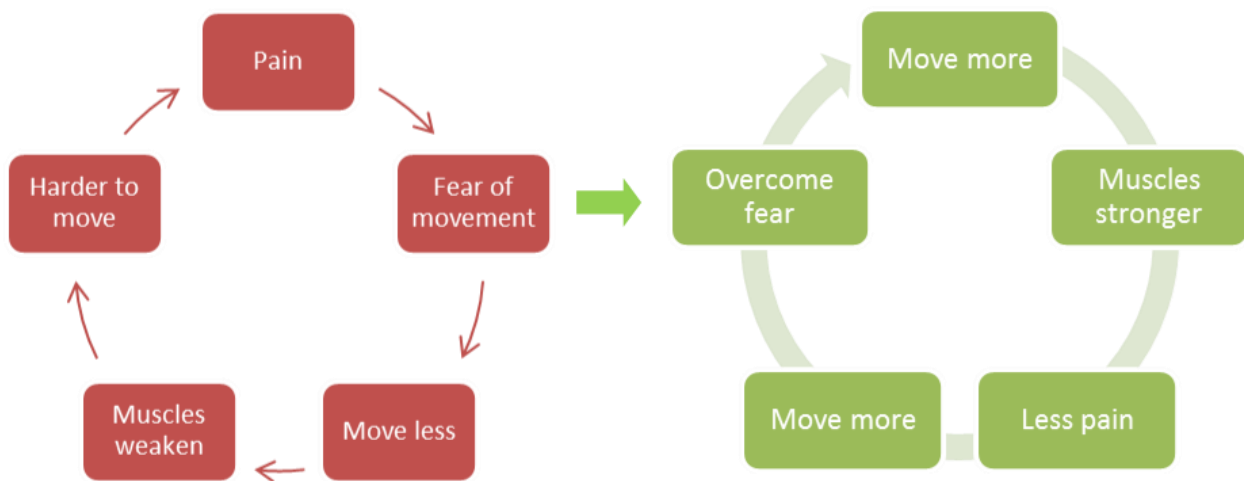 Pain
Fear of
movement
Move less
Muscles
weaken
Harder to
move
Move more
Muscles
stronger
Less pain
Move more
Overcome
fear